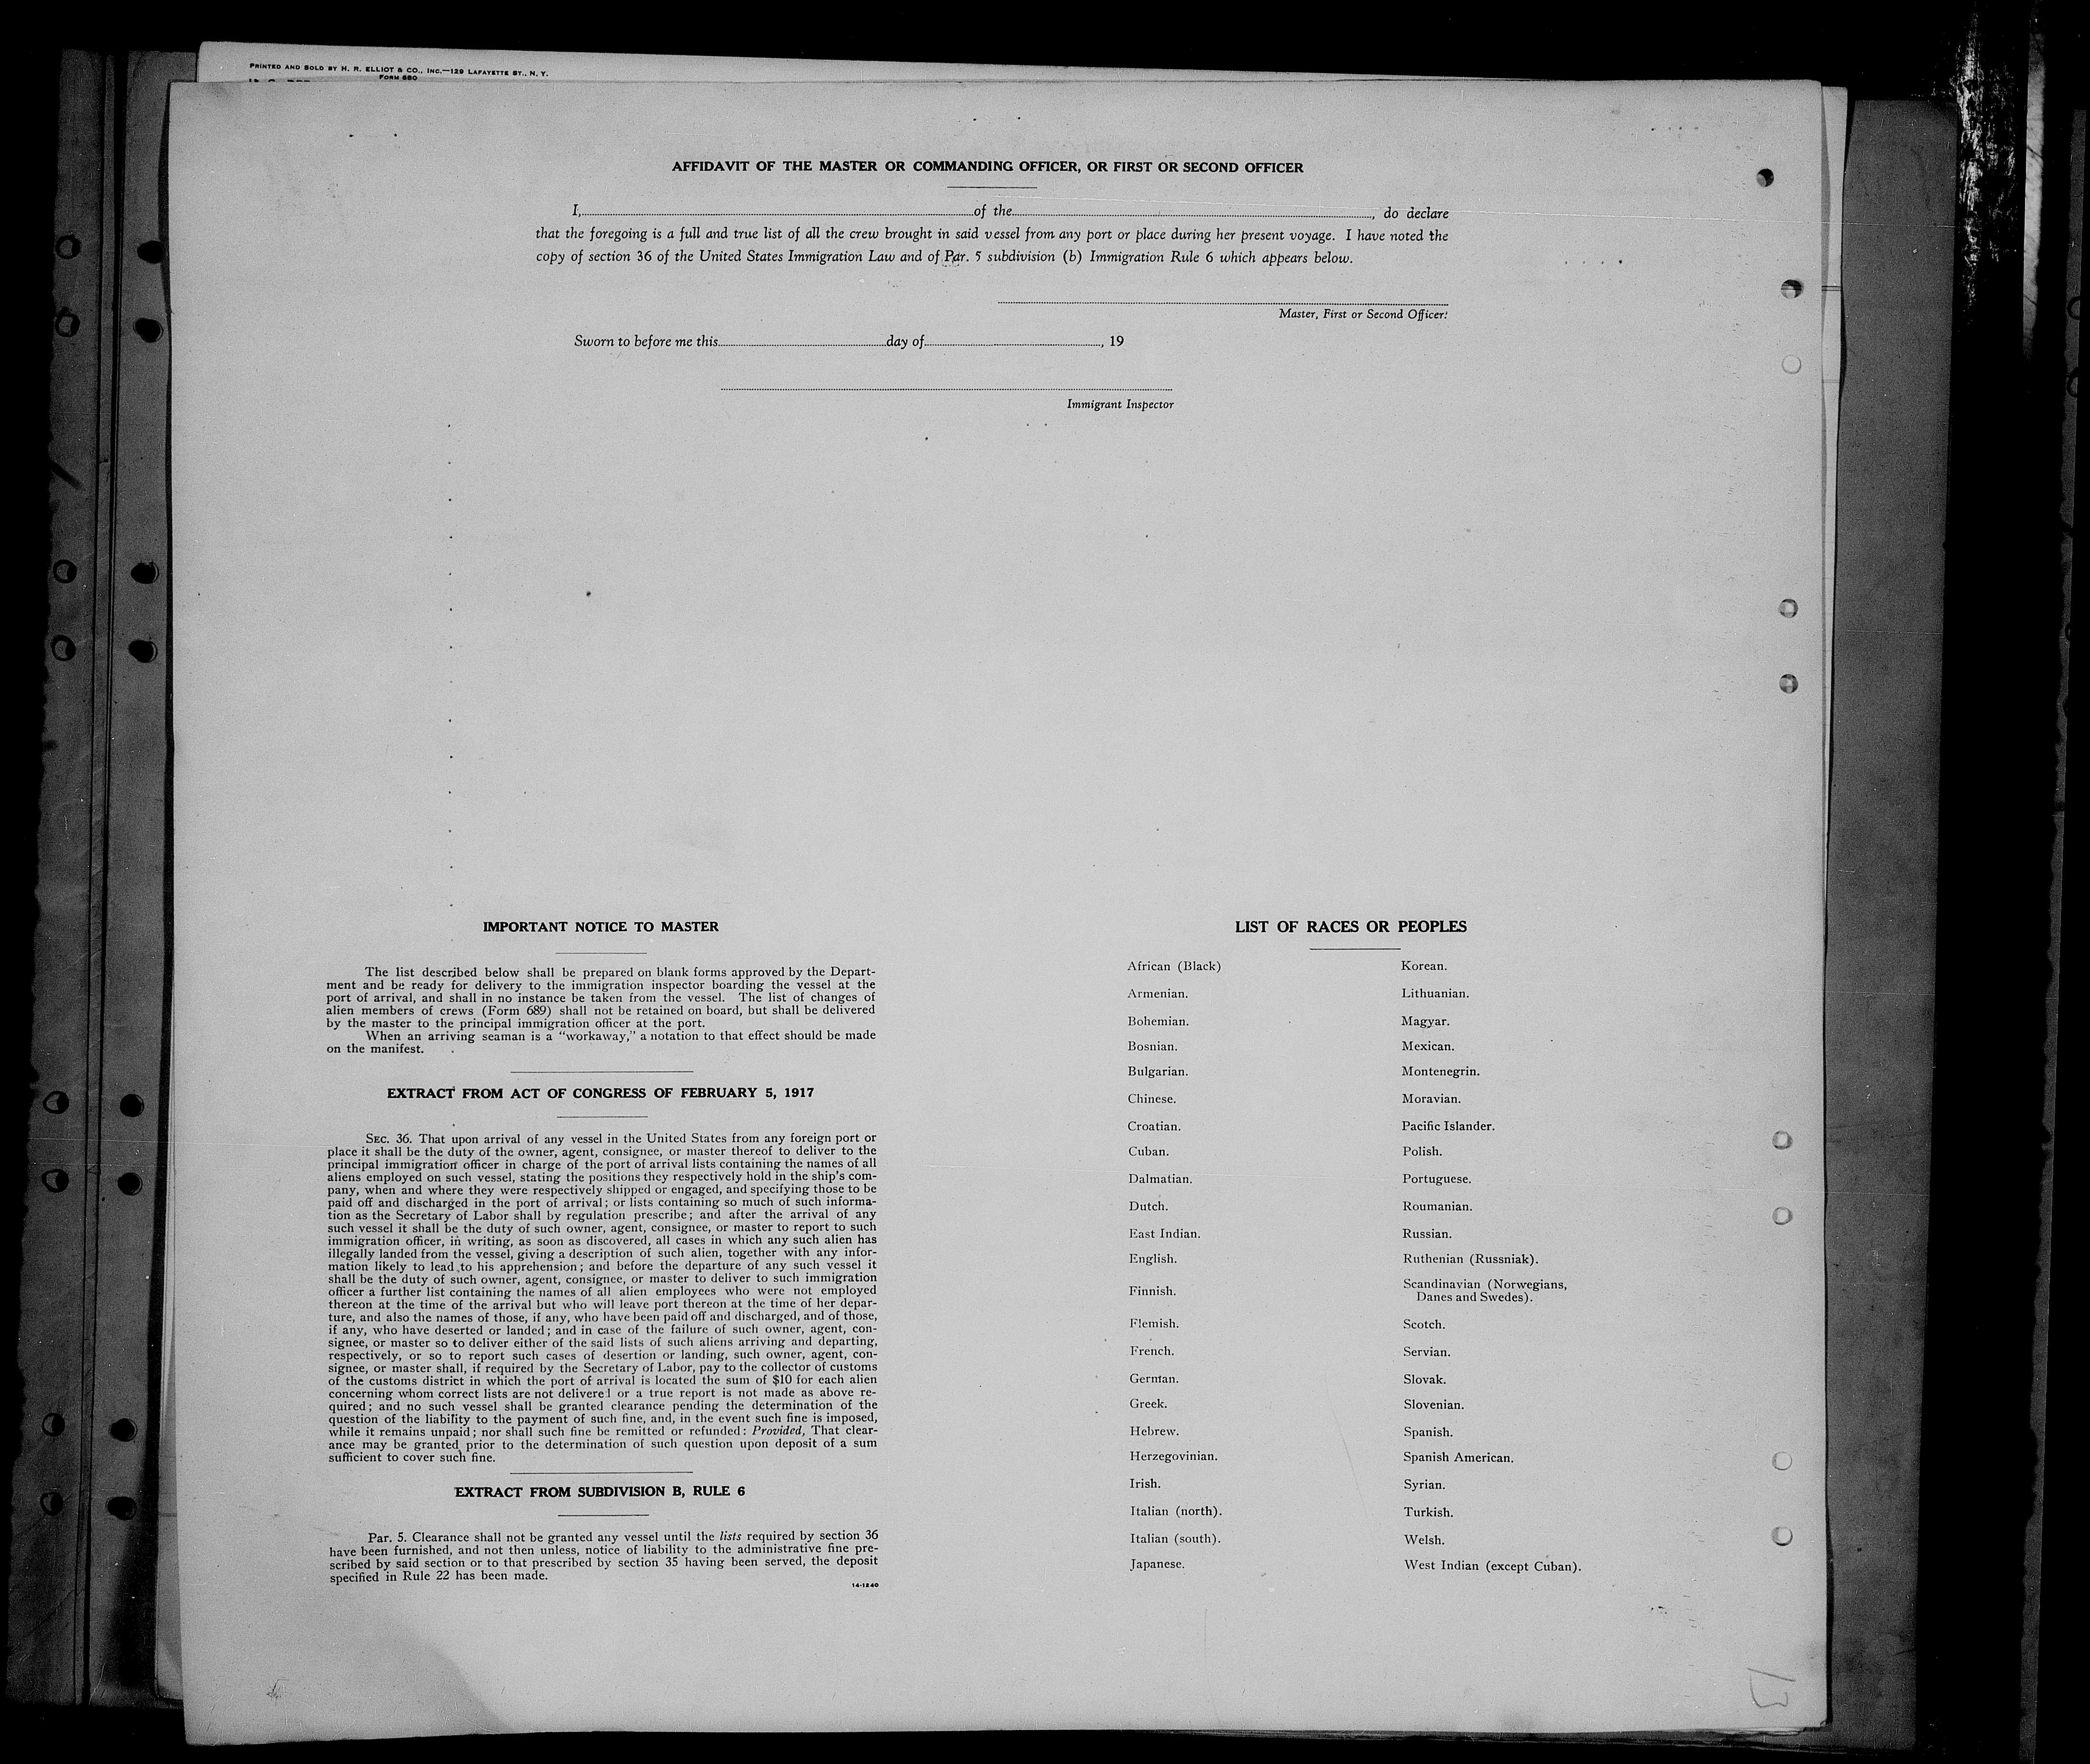 PRINTED AND SOLD BY H. R. ELLIOT & CO., INC.—129 LAFAYETTE ST., N. Y.
FORM 680
AFFIDAVIT OF THE MASTER OR COMMANDING OFFICER, OR FIRST OR SECOND OFFICER
I, of the , do declare
that the foregoing is a full and true list of all the crew brought in said vessel from any port or place during her present voyage. I have noted the
copy of section 36 of the United States Immigration Law and of Par. 5 subdivision (b) Immigration Rule 6 which appears below.
Master, First or Second Officer.
Sworn to before me this day of , 19
Immigrant Inspector
IMPORTANT NOTICE TO MASTER
The list described below shall be prepared on blank forms approved by the Depart-
ment and be ready for delivery to the immigration inspector boarding the vessel at the
port of arrival, and shall in no instance be taken from the vessel. The list of changes of
alien members of crews (Form 689) shall not be retained on board, but shall be delivered
by the master to the principal immigration officer at the port.
When an arriving seaman is a "workaway," a notation to that effect should be made
on the manifest.
EXTRACT FROM ACT OF CONGRESS OF FEBRUARY 5, 1917
SEC. 36. That upon arrival of any vessel in the United States from any foreign port or
place it shall be the duty of the owner, agent, consignee, or master thereof to deliver to the
principal immigration officer in charge of the port of arrival lists containing the names of all
aliens employed on such vessel, stating the positions they respectively hold in the ship's com-
pany, when and where they were respectively shipped or engaged, and specifying those to be
paid off and discharged in the port of arrival; or lists containing so much of such informa-
tion as the Secretary of Labor shall by regulation prescribe; and after the arrival of any
such vessel it shall be the duty of such owner, agent, consignee, or master to report to such
immigration officer, in writing, as soon as discovered, all cases in which any such alien has
illegally landed from the vessel, giving a description of such alien, together with any infor-
mation likely to lead to his apprehension; and before the departure of any such vessel it
shall be the duty of such owner, agent, consignee, or master to deliver to such immigration
officer a further list containing the names of all alien employees who were not employed
thereon at the time of the arrival but who will leave port thereon at the time of her depar-
ture, and also the names of those, if any, who have been paid off and discharged, and of those,
if any, who have deserted or landed; and in case of the failure of such owner, agent, con-
signee, or master so to deliver either of the said lists of such aliens arriving and departing,
respectively, or so to report such cases of desertion or landing, such owner, agent, con-
signee, or master shall, if required by the Secretary of Labor, pay to the collector of customs
of the customs district in which the port of arrival is located the sum of $10 for each alien
concerning whom correct lists are not delivered or a true report is not made as above re-
quired; and no such vessel shall be granted clearance pending the determination of the
question of the liability to the payment of such fine, and, in the event such fine is imposed,
while it remains unpaid; nor shall such fine be remitted or refunded: Provided, That clear-
ance may be granted prior to the determination of such question upon deposit of a sum
sufficient to cover such fine.
EXTRACT FROM SUBDIVISION B, RULE 6
Par. 5. Clearance shall not be granted any vessel until the lists required by section 36
have been furnished, and not then unless, notice of liability to the administrative fine pre-
scribed by said section or to that prescribed by section 35 having been served, the deposit
specified in Rule 22 has been made.
14-1240
LIST OF RACES OR PEOPLES
African (Black)
Armenian.
Bohemian.
Bosnian.
Bulgarian.
Chinese.
Croatian.
Cuban.
Dalmatian.
Dutch.
East Indian.
English.
Finnish.
Flemish.
French.
German.
Greek.
Hebrew.
Herzegovinian.
Irish.
Italian (north).
Italian (south).
Japanese.
Korean.
Lithuanian.
Magyar.
Mexican.
Montenegrin.
Moravian.
Pacific Islander.
Polish.
Portuguese.
Roumanian.
Russian.
Ruthenian (Russniak).
Scandinavian (Norwegians,
Danes and Swedes).
Scotch.
Servian.
Slovak.
Slovenian.
Spanish.
Spanish American.
Syrian.
Turkish.
Welsh.
West Indian (except Cuban).
13